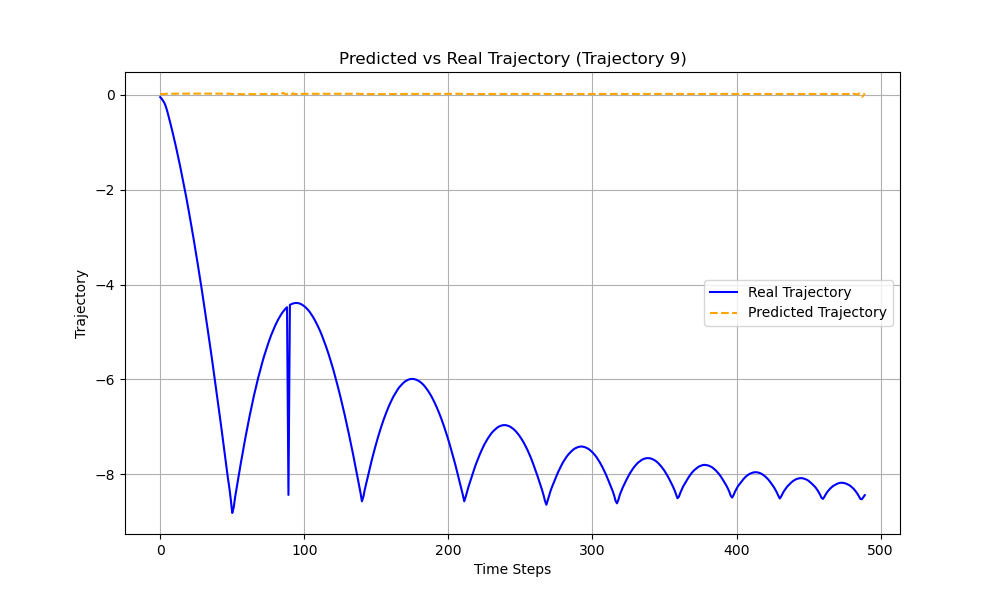 Predicted vs Real Trajectory (Trajectory 9)
0
−2
−4
−6
−8
Trajectory
Real Trajectory
Predicted Trajectory
0
100
200
300
400
500
Time Steps